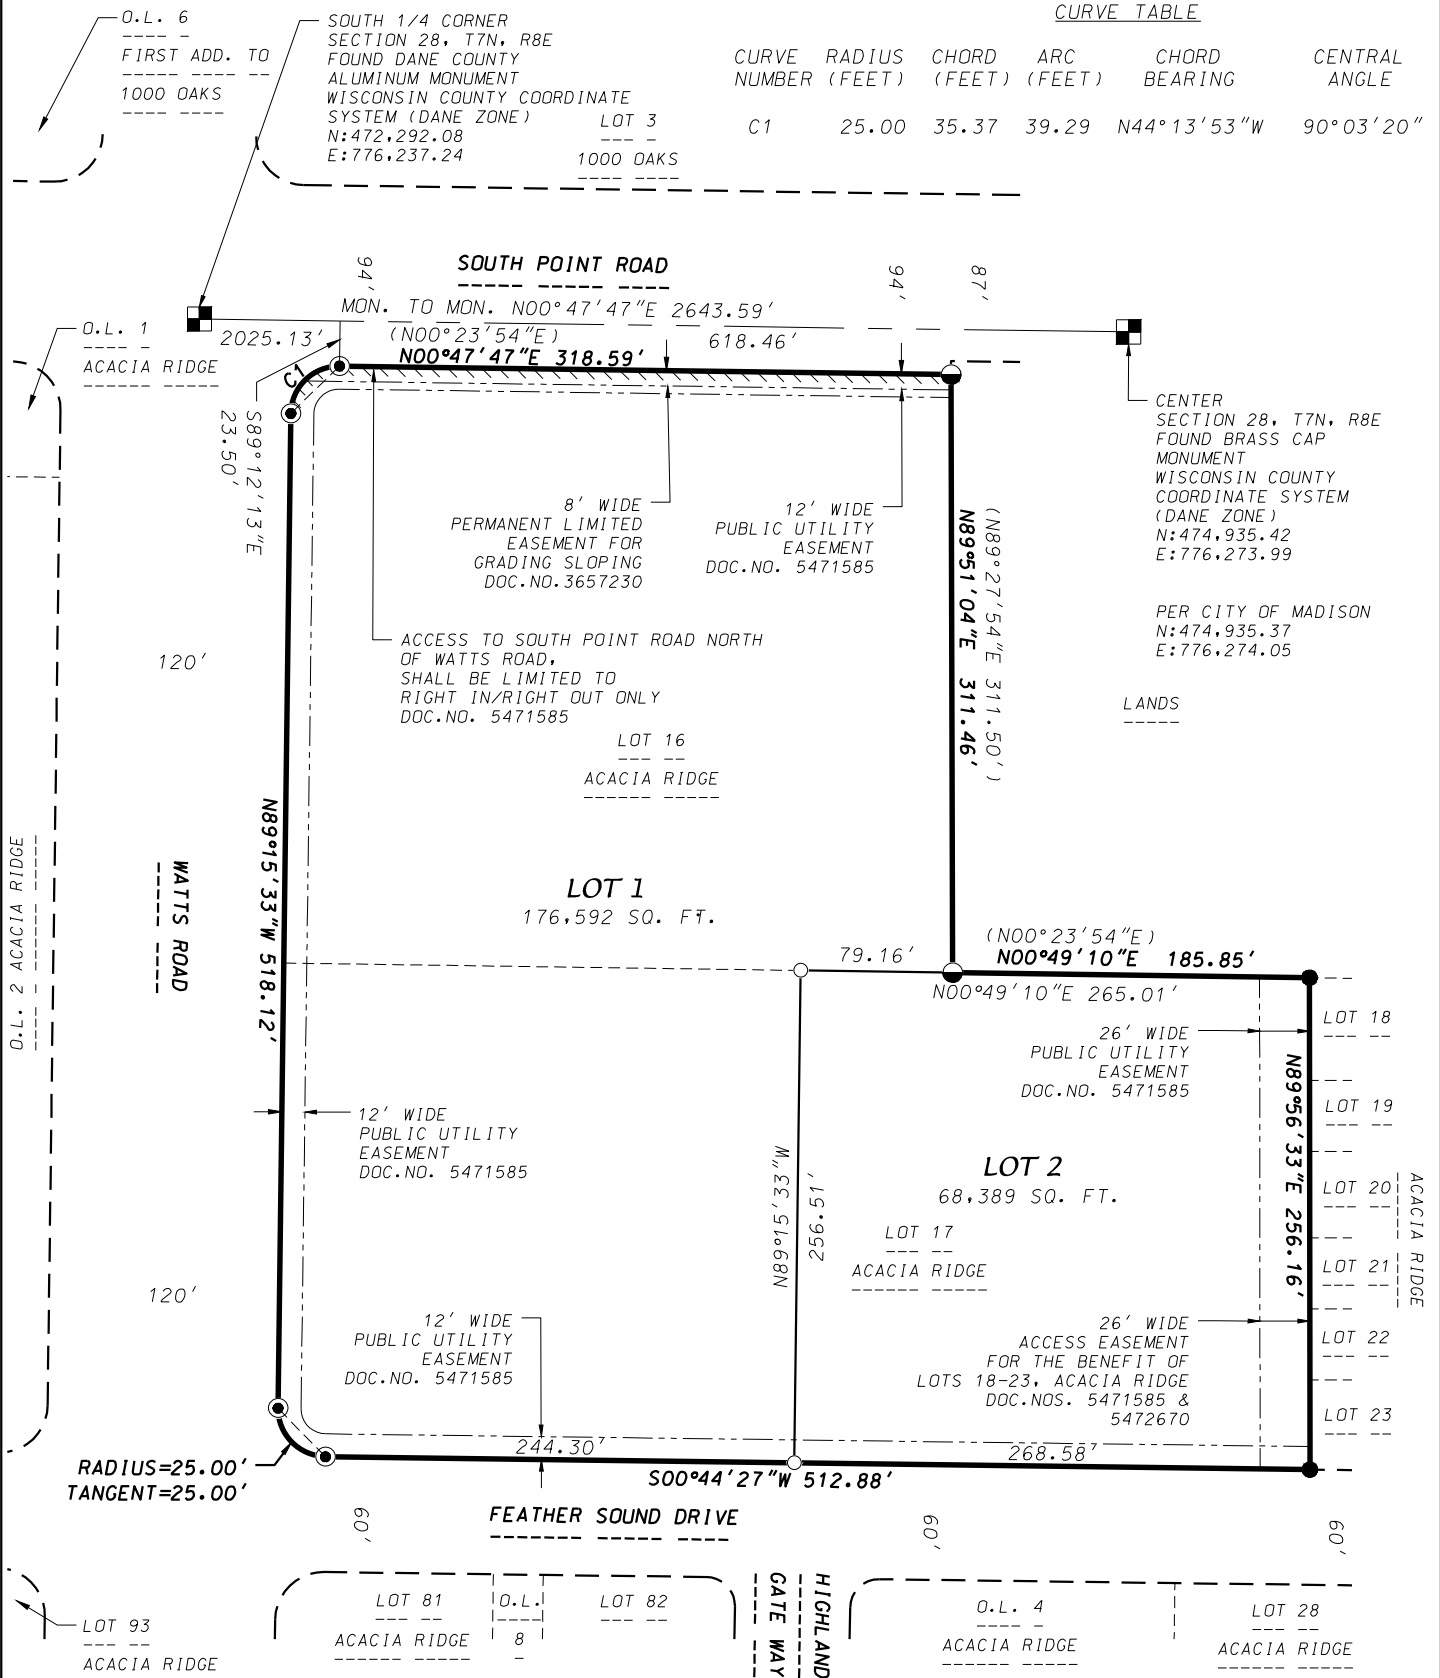 O.L. 6
FIRST ADD. TO
1000 OAKS
SOUTH 1/4 CORNER
SECTION 28, T7N, R8E
FOUND DANE COUNTY
ALUMINUM MONUMENT
WISCONSIN COUNTY COORDINATE
SYSTEM (DANE ZONE)
N:472,292.08
E:776,237.24
LOT 3
1000 OAKS
CURVE TABLE
CURVE RADIUS CHORD ARC CHORD CENTRAL
NUMBER (FEET) (FEET) (FEET) BEARING ANGLE
C1 25.00 35.37 39.29 N44°13'53"W 90°03'20"
94'
SOUTH POINT ROAD
94'
87'
MON. TO MON. N00°47'47"E 2643.59'
2025.13'
(N00°23'54"E)
618.46'
N00°47'47"E 318.59'
C1
O.L. 1
ACACIA RIDGE
S89°12'13"E
23.50'
CENTER
SECTION 28, T7N, R8E
FOUND BRASS CAP
MONUMENT
WISCONSIN COUNTY
COORDINATE SYSTEM
(DANE ZONE)
N:474,935.42
E:776,273.99
PER CITY OF MADISON
N:474,935.37
E:776,274.05
LANDS
8' WIDE
PERMANENT LIMITED
EASEMENT FOR
GRADING SLOPING
DOC.NO.3657230
12' WIDE
PUBLIC UTILITY
EASEMENT
DOC.NO. 5471585
N89°51'04"E 311.46'
(N89°27'54"E 311.50')
ACCESS TO SOUTH POINT ROAD NORTH
OF WATTS ROAD,
SHALL BE LIMITED TO
RIGHT IN/RIGHT OUT ONLY
DOC.NO. 5471585
120'
LOT 16
ACACIA RIDGE
O.L. 2 ACACIA RIDGE
WATTS ROAD
N89°15'33"W 518.12'
LOT 1
176,592 SQ. FT.
79.16'
(N00°23'54"E)
N00°49'10"E 185.85'
N00°49'10"E 265.01'
26' WIDE
PUBLIC UTILITY
EASEMENT
DOC.NO. 5471585
LOT 18
LOT 19
LOT 20
LOT 21
LOT 22
LOT 23
ACACIA RIDGE
N89°56'33"E 256.16'
12' WIDE
PUBLIC UTILITY
EASEMENT
DOC.NO. 5471585
N89°15'33"W
256.51'
LOT 2
68,389 SQ. FT.
LOT 17
ACACIA RIDGE
120'
12' WIDE
PUBLIC UTILITY
EASEMENT
DOC.NO. 5471585
26' WIDE
ACCESS EASEMENT
FOR THE BENEFIT OF
LOTS 18-23, ACACIA RIDGE
DOC.NOS. 5471585 &
5472670
244.30'
268.58'
RADIUS=25.00'
TANGENT=25.00'
S00°44'27"W 512.88'
60'
FEATHER SOUND DRIVE
60'
60'
LOT 93
ACACIA RIDGE
LOT 81
ACACIA RIDGE
O.L.
8
LOT 82
HIGHLAND
GATE WAY
O.L. 4
ACACIA RIDGE
LOT 28
ACACIA RIDGE